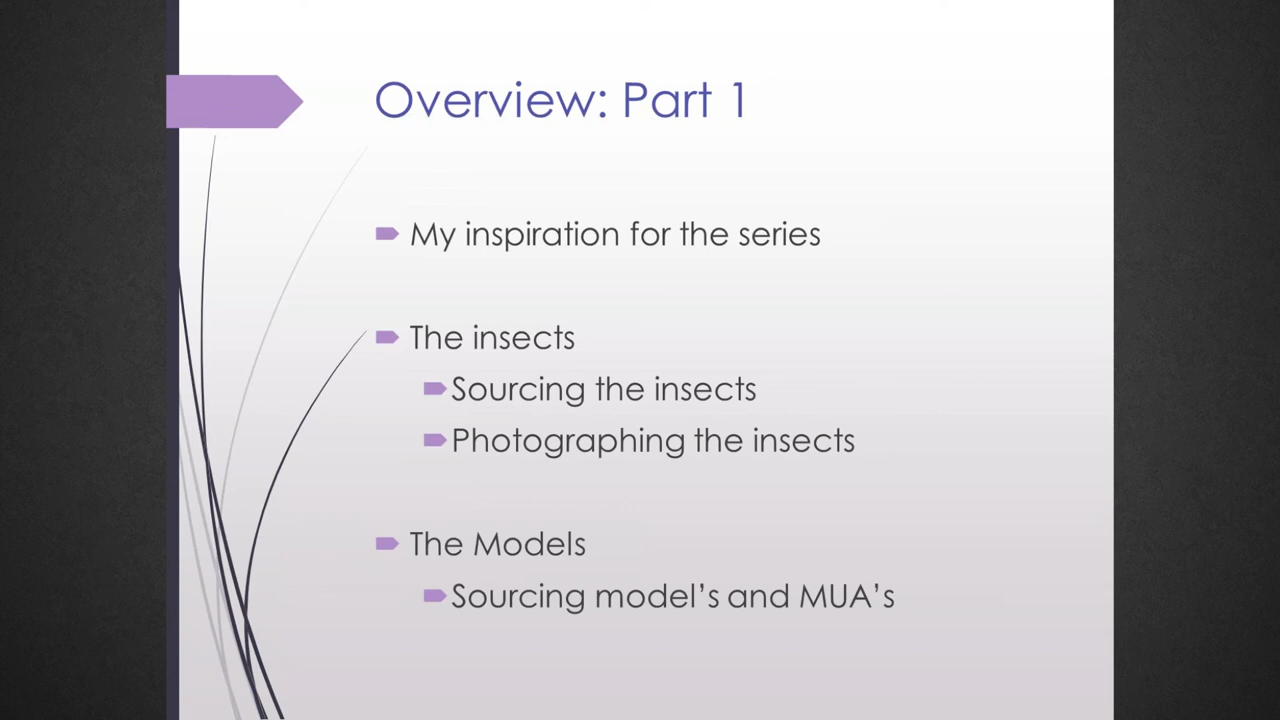 Overview: Part 1
My inspiration for the series
The insects
Sourcing the insects
Photographing the insects
The Models
Sourcing model’s and MUA’s